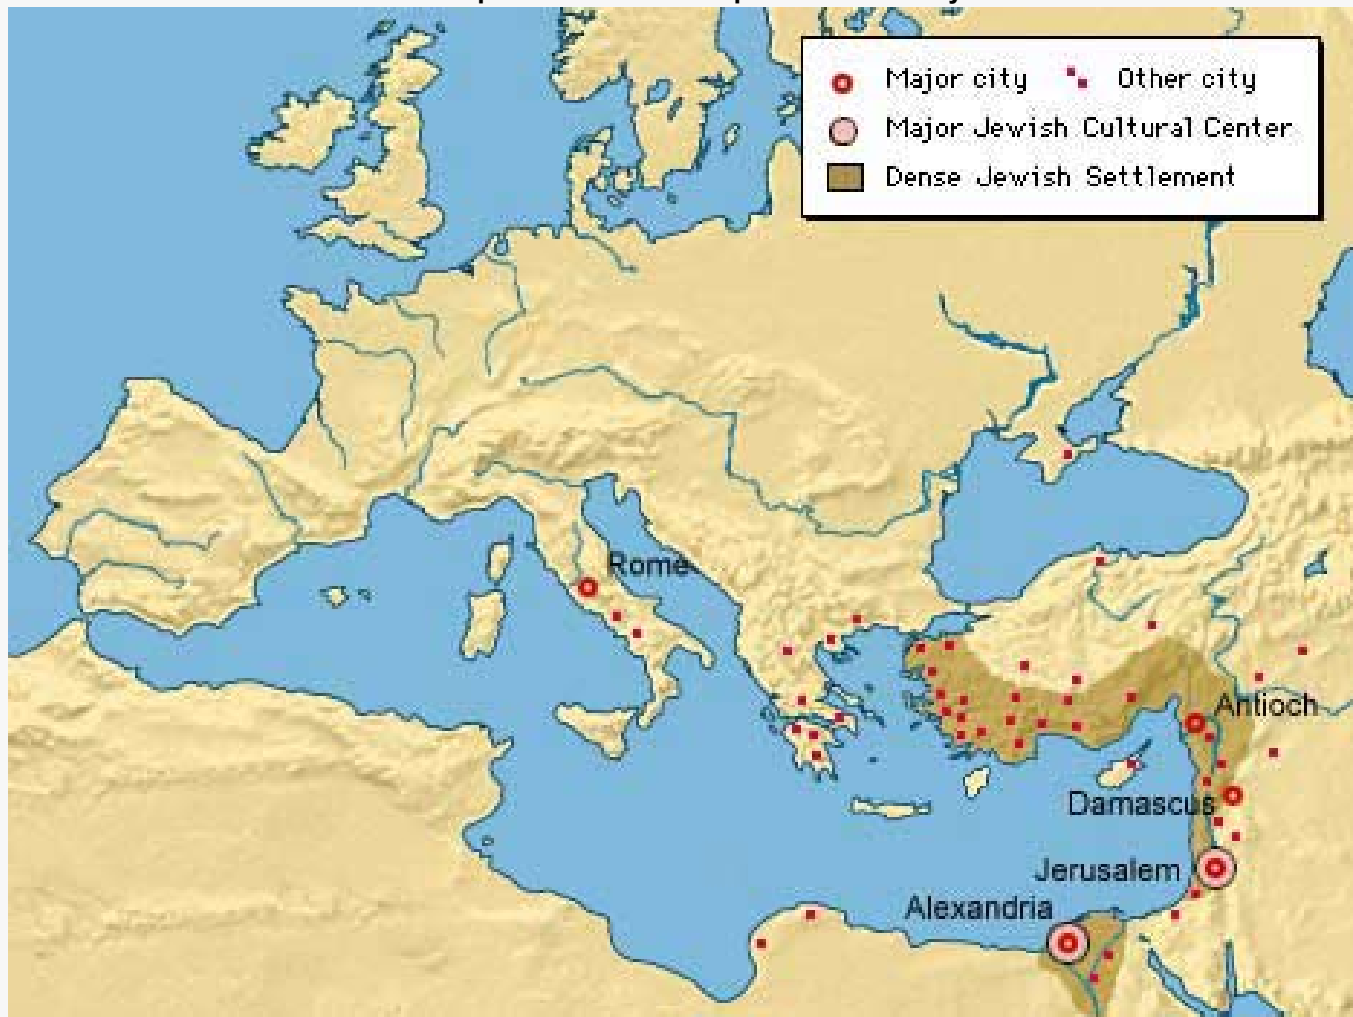 Major city Other city
Major Jewish Cultural Center
Dense Jewish Settlement
Rome
Antioch
Damascus
Jerusalem
Alexandria